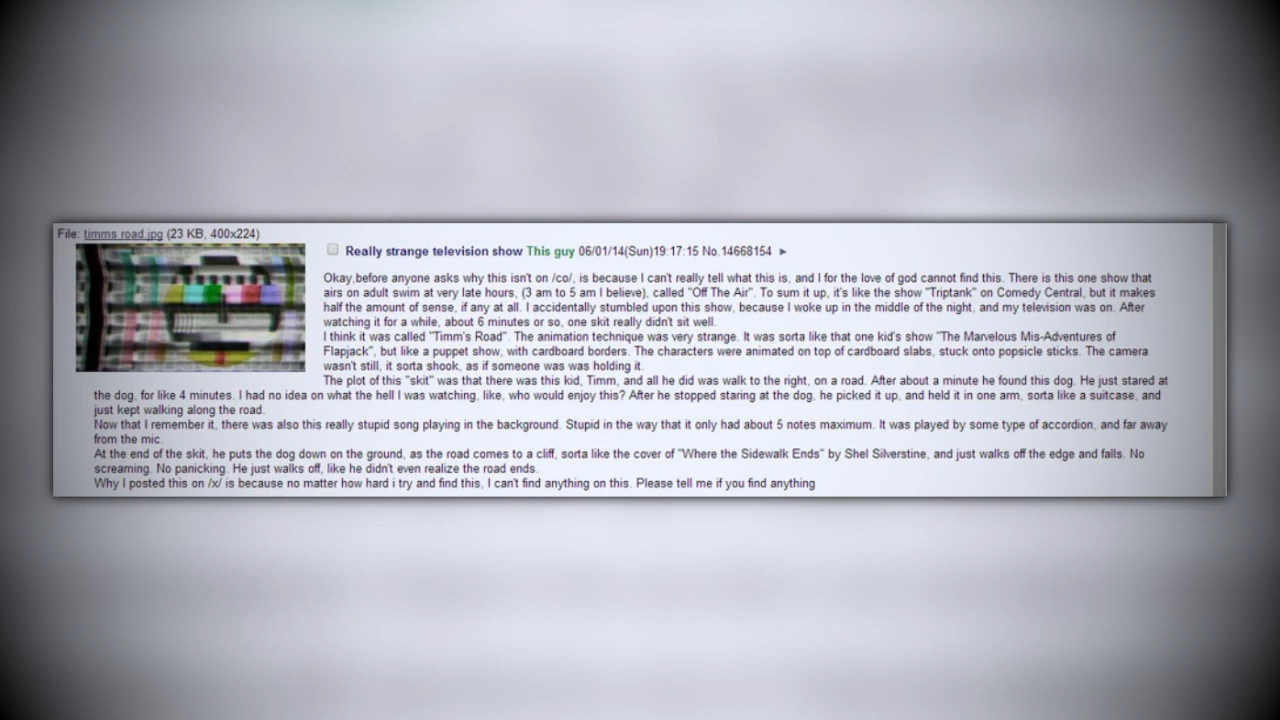 File: timms road.jpg (23 KB, 400x224)
Really strange television show This guy 06/01/14(Sun)19:17:15 No.14668154 ►
Okay,before anyone asks why this isn't on /co/, is because I can't really tell what this is, and I for the love of god cannot find this. There is this one show that
airs on adult swim at very late hours, (3 am to 5 am I believe), called "Off The Air". To sum it up, it's like the show "Triptank" on Comedy Central, but it makes
half the amount of sense, if any at all. I accidentally stumbled upon this show, because I woke up in the middle of the night, and my television was on. After
watching it for a while, about 6 minutes or so, one skit really didn't sit well.
I think it was called "Timm's Road". The animation technique was very strange. It was sorta like that one kid's show "The Marvelous Mis-Adventures of
Flapjack", but like a puppet show, with cardboard borders. The characters were animated on top of cardboard slabs, stuck onto popsicle sticks. The camera
wasn't still, it sorta shook, as if someone was was holding it.
The plot of this "skit" was that there was this kid, Timm, and all he did was walk to the right, on a road. After about a minute he found this dog. He just stared at
the dog, for like 4 minutes. I had no idea on what the hell I was watching, like, who would enjoy this? After he stopped staring at the dog, he picked it up, and held it in one arm, sorta like a suitcase, and
just kept walking along the road.
Now that I remember it, there was also this really stupid song playing in the background. Stupid in the way that it only had about 5 notes maximum. It was played by some type of accordion, and far away
from the mic.
At the end of the skit, he puts the dog down on the ground, as the road comes to a cliff, sorta like the cover of "Where the Sidewalk Ends" by Shel Silverstine, and just walks off the edge and falls. No
screaming. No panicking. He just walks off, like he didn't even realize the road ends.
Why I posted this on /x/ is because no matter how hard i try and find this, I can't find anything on this. Please tell me if you find anything